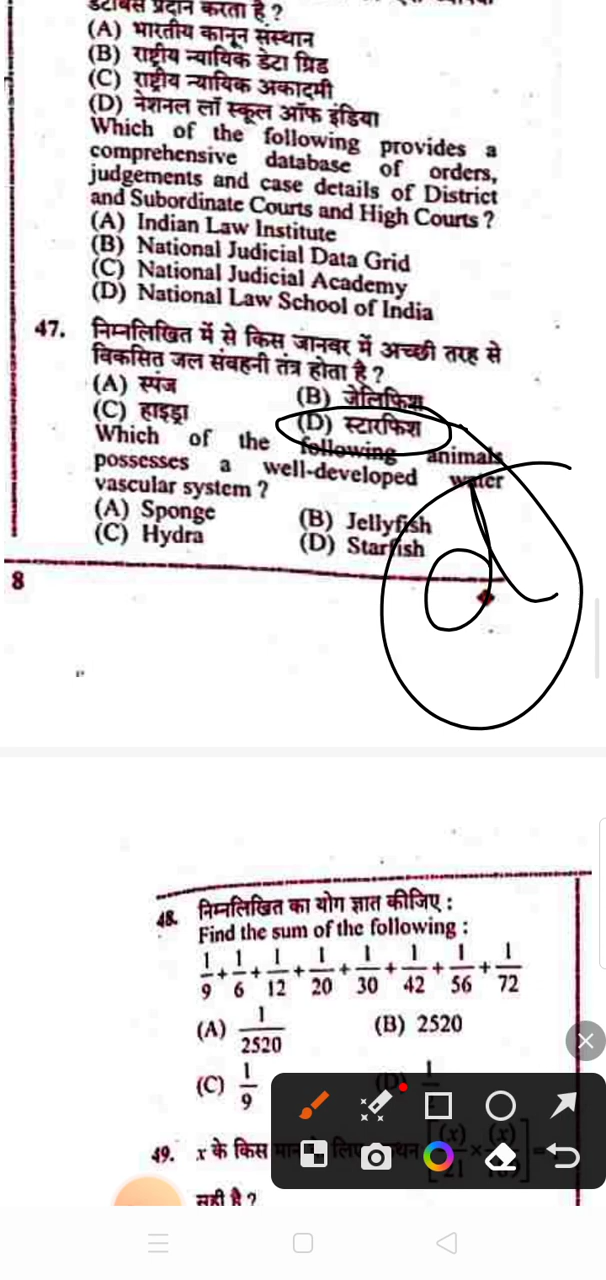 डेटाबेस प्रदान करता है ?
(A) भारतीय कानून संस्थान
(B) राष्ट्रीय न्यायिक डेटा ग्रिड
(C) राष्ट्रीय न्यायिक अकादमी
(D) नेशनल लॉ स्कूल ऑफ इंडिया
Which of the following provides a
comprehensive database of orders,
judgements and case details of District
and Subordinate Courts and High Courts ?
(A) Indian Law Institute
(B) National Judicial Data Grid
(C) National Judicial Academy
(D) National Law School of India
47. निम्नलिखित में से किस जानवर में अच्छी तरह से
विकसित जल संवहनी तंत्र होता है ?
(A) स्पंज (B) जेलिफिश
(C) हाइड्रा (D) स्टारफिश
Which of the following animals
possesses a well-developed water
vascular system ?
(A) Sponge (B) Jellyfish
(C) Hydra (D) Starfish
8
d
48. निम्नलिखित का योग ज्ञात कीजिए :
Find the sum of the following :
1/9 + 1/6 + 1/12 + 1/20 + 1/30 + 1/42 + 1/56 + 1/72
(A) 1/2520 (B) 2520
(C) 1/9 (D)
49. x के किस
सही है ?